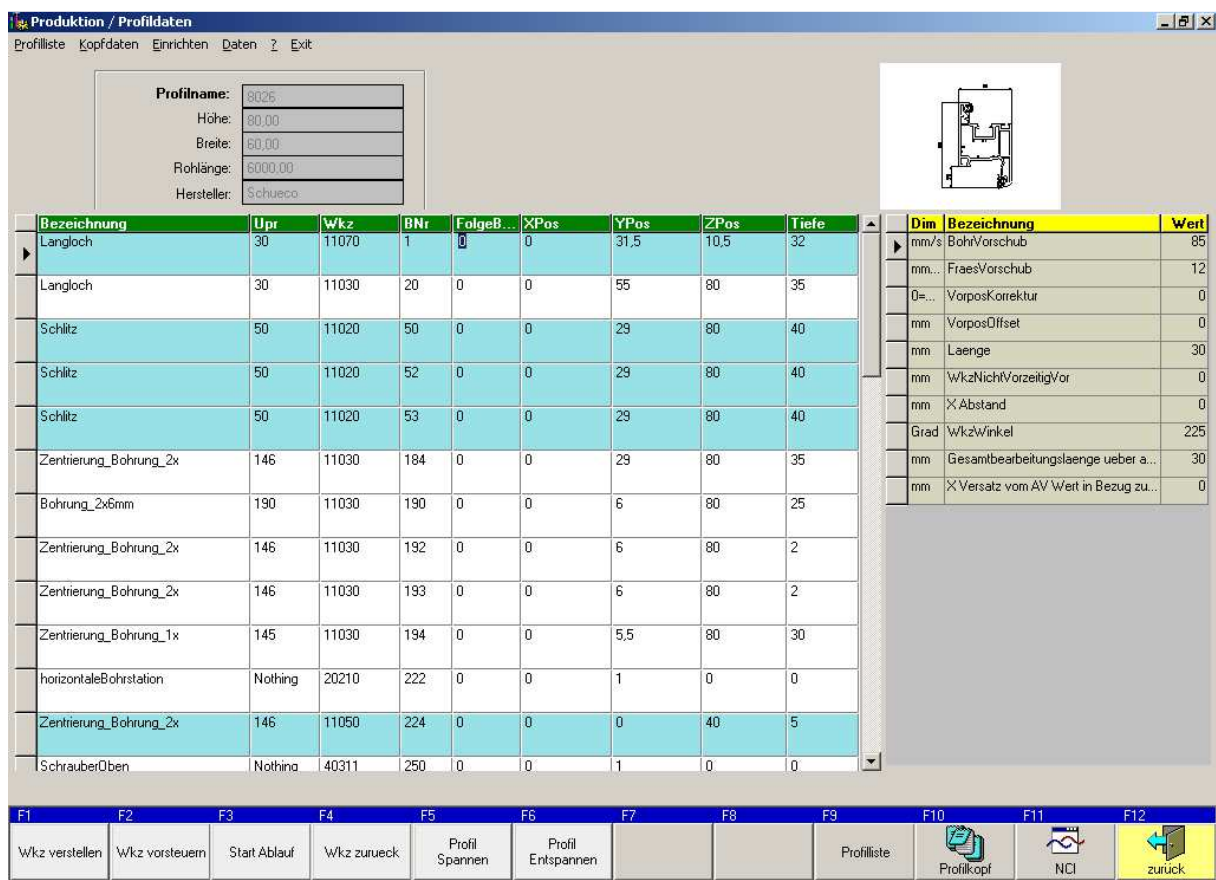 Produktion / Profildaten
Profilliste Kopfdaten Einrichten Daten ? Exit
Profilname: 8026
Höhe: 80,00
Breite: 60,00
Rohlänge: 6000,00
Hersteller: Schueco
Bezeichnung Upr Wkz BNr FolgeB... XPos YPos ZPos Tiefe
Langloch 30 11070 1 0 0 31,5 10,5 32
Langloch 30 11030 20 0 0 55 80 35
Schlitz 50 11020 50 0 0 29 80 40
Schlitz 50 11020 52 0 0 29 80 40
Schlitz 50 11020 53 0 0 29 80 40
Zentrierung_Bohrung_2x 146 11030 184 0 0 29 80 35
Bohrung_2x6mm 190 11030 190 0 0 6 80 25
Zentrierung_Bohrung_2x 146 11030 192 0 0 6 80 2
Zentrierung_Bohrung_2x 146 11030 193 0 0 6 80 2
Zentrierung_Bohrung_1x 145 11030 194 0 0 5,5 80 30
horizontaleBohrstation Nothing 20210 222 0 0 1 0 0
Zentrierung_Bohrung_2x 146 11050 224 0 0 0 40 5
SchrauberOben Nothing 40311 250 0 0 1 0 0
Dim Bezeichnung Wert
mm/s BohrVorschub 85
mm... FraesVorschub 12
0=... VorposKorrektur 0
mm VorposOffset 0
mm Laenge 30
mm WkzNichtVorzeitigVor 0
mm X Abstand 0
Grad WkzWinkel 225
mm Gesamtbearbeitungslaenge ueber a... 30
mm X Versatz vom AV Wert in Bezug zu... 0
F1 F2 F3 F4 F5 F6 F7 F8 F9 F10 F11 F12
Wkz verstellen Wkz vorsteuern Start Ablauf Wkz zurueck Profil Spannen Profil Entspannen Profilliste Profilkopf NCI zurück